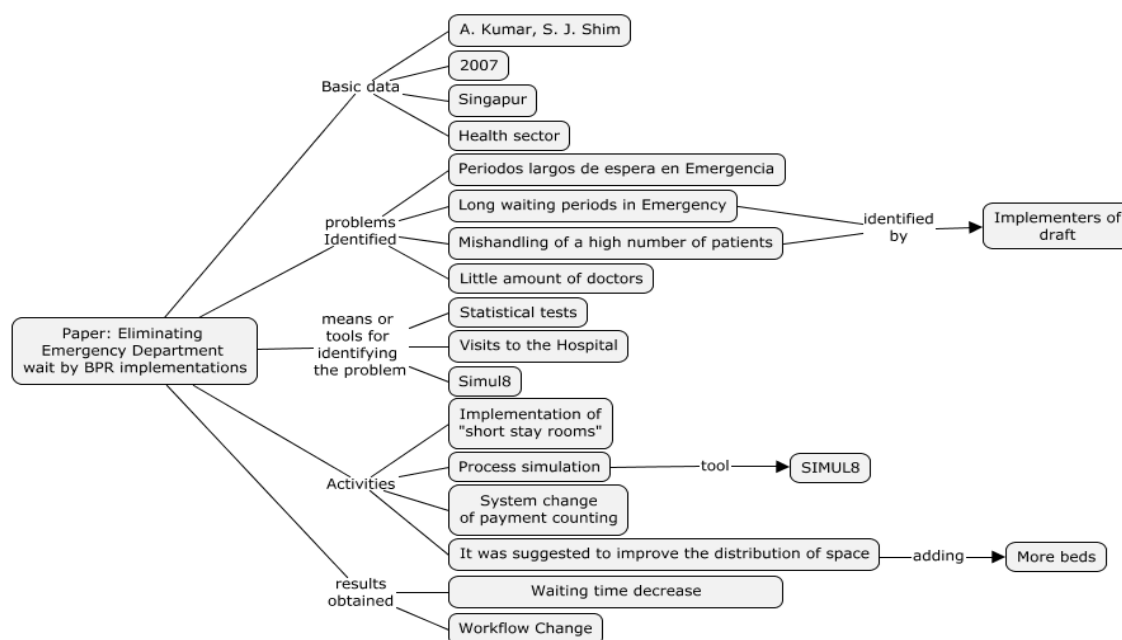 Paper: Eliminating
Emergency Department
wait by BPR implementations
Basic data
A. Kumar, S. J. Shim
2007
Singapur
Health sector
problems
Identified
Periodos largos de espera en Emergencia
Long waiting periods in Emergency
Mishandling of a high number of patients
identified
by
Implementers of
draft
Little amount of doctors
means or
tools for
identifying
the problem
Statistical tests
Visits to the Hospital
Simul8
Activities
Implementation of
"short stay rooms"
Process simulation
tool
SIMUL8
System change
of payment counting
It was suggested to improve the distribution of space
adding
More beds
results
obtained
Waiting time decrease
Workflow Change